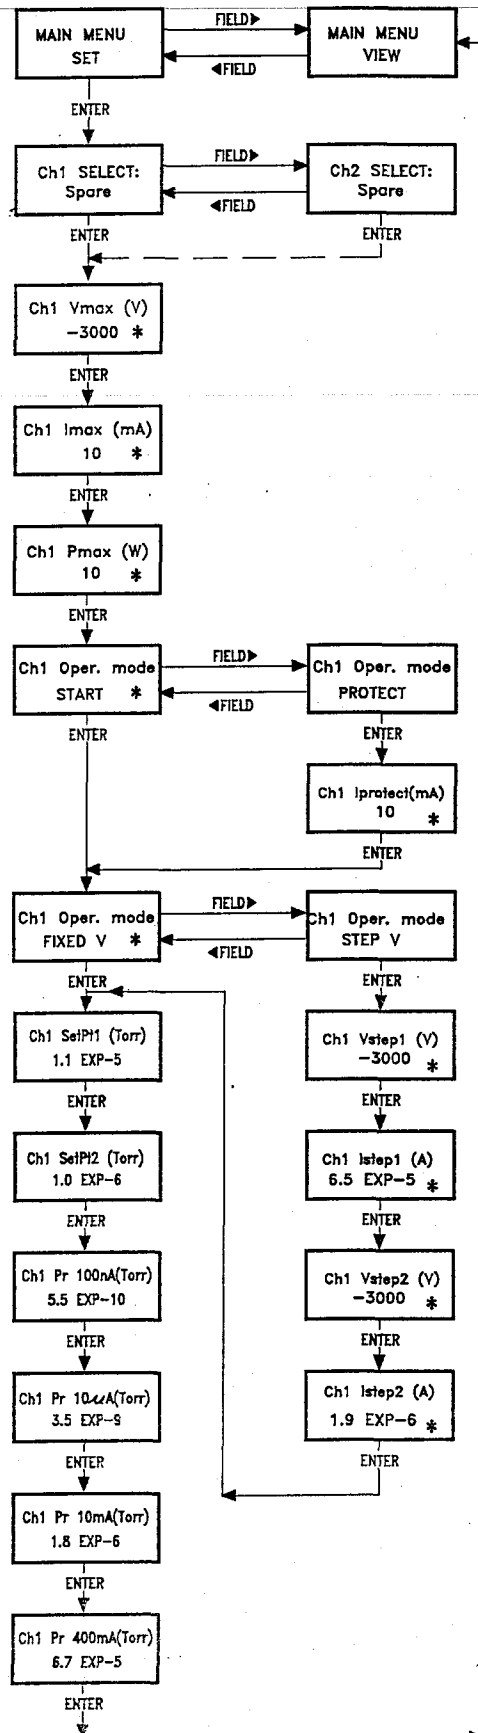 MAIN MENU
SET
FIELD▶
◀FIELD
MAIN MENU
VIEW
ENTER
Ch1 SELECT:
Spare
FIELD▶
◀FIELD
Ch2 SELECT:
Spare
ENTER
ENTER
Ch1 Vmax (V)
-3000 *
ENTER
Ch1 Imax (mA)
10 *
ENTER
Ch1 Pmax (W)
10 *
ENTER
Ch1 Oper. mode
START *
FIELD▶
◀FIELD
Ch1 Oper. mode
PROTECT
ENTER
ENTER
Ch1 Iprotect(mA)
10 *
ENTER
Ch1 Oper. mode
FIXED V *
FIELD▶
◀FIELD
Ch1 Oper. mode
STEP V
ENTER
ENTER
Ch1 SetPt1 (Torr)
1.1 EXP-5
Ch1 Vstep1 (V)
-3000 *
ENTER
ENTER
Ch1 SetPt2 (Torr)
1.0 EXP-6
Ch1 Istep1 (A)
6.5 EXP-5 *
ENTER
ENTER
Ch1 Pr 100nA(Torr)
5.5 EXP-10
Ch1 Vstep2 (V)
-3000 *
ENTER
ENTER
Ch1 Pr 10uA(Torr)
3.5 EXP-9
Ch1 Istep2 (A)
1.9 EXP-6 *
ENTER
ENTER
Ch1 Pr 10mA(Torr)
1.8 EXP-6
ENTER
Ch1 Pr 400mA(Torr)
6.7 EXP-5
ENTER